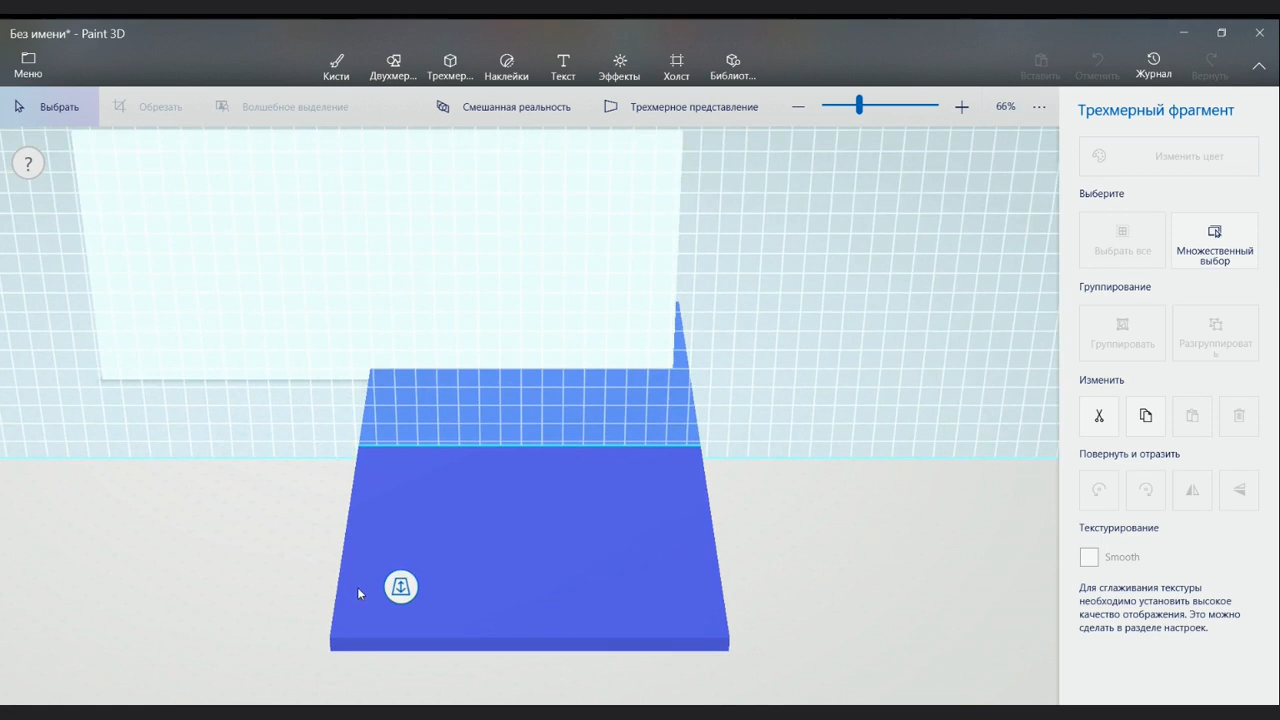 Без имени* - Paint 3D
Меню
Кисти
Двухмер...
Трехмер...
Наклейки
Текст
Эффекты
Холст
Библиот...
Вставить
Отменить
Журнал
Вернуть
Выбрать
Обрезать
Волшебное выделение
Смешанная реальность
Трехмерное представление
66%
?
Трехмерный фрагмент
Изменить цвет
Выберите
Выбрать все
Множественный
выбор
Группирование
Группировать
Разгруппироват
ь
Изменить
Повернуть и отразить
Текстурирование
Smooth
Для сглаживания текстуры
необходимо установить высокое
качество отображения. Это можно
сделать в разделе настроек.